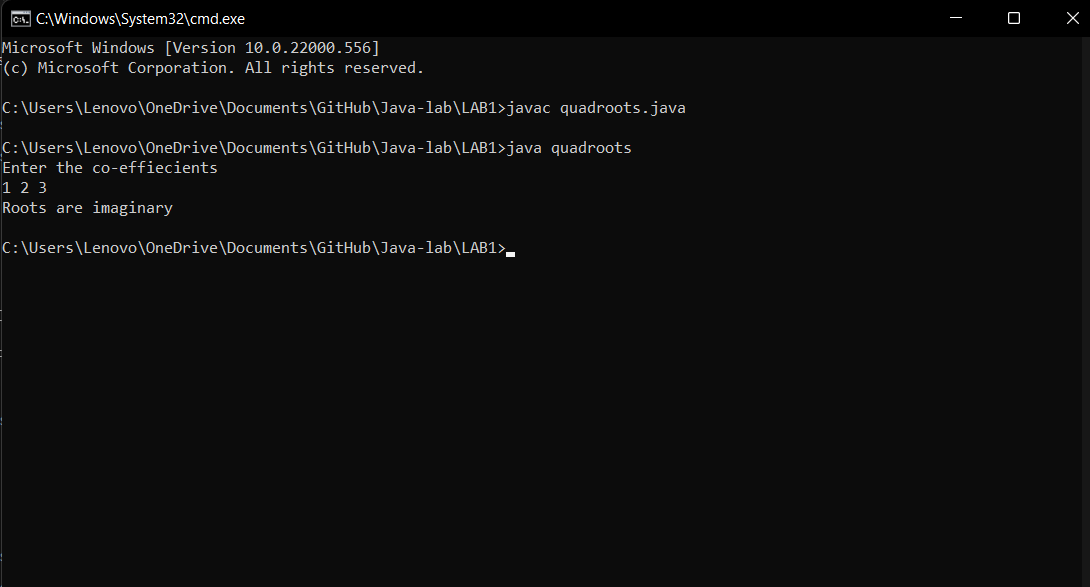 C:\Windows\System32\cmd.exe
Microsoft Windows [Version 10.0.22000.556]
(c) Microsoft Corporation. All rights reserved.
C:\Users\Lenovo\OneDrive\Documents\GitHub\Java-lab\LAB1>javac quadroots.java
C:\Users\Lenovo\OneDrive\Documents\GitHub\Java-lab\LAB1>java quadroots
Enter the co-effiecients
1 2 3
Roots are imaginary
C:\Users\Lenovo\OneDrive\Documents\GitHub\Java-lab\LAB1>